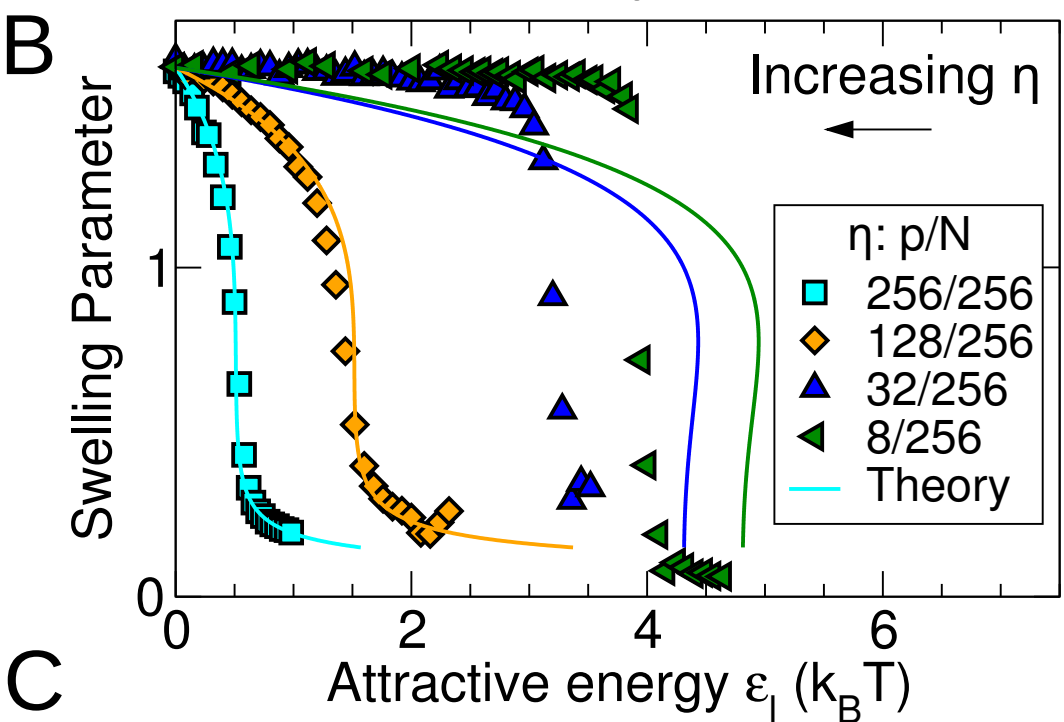 B
Increasing η
Swelling Parameter
1
0
η: p/N
256/256
128/256
32/256
8/256
Theory
0 2 4 6
Attractive energy ε_l (k_BT)
C